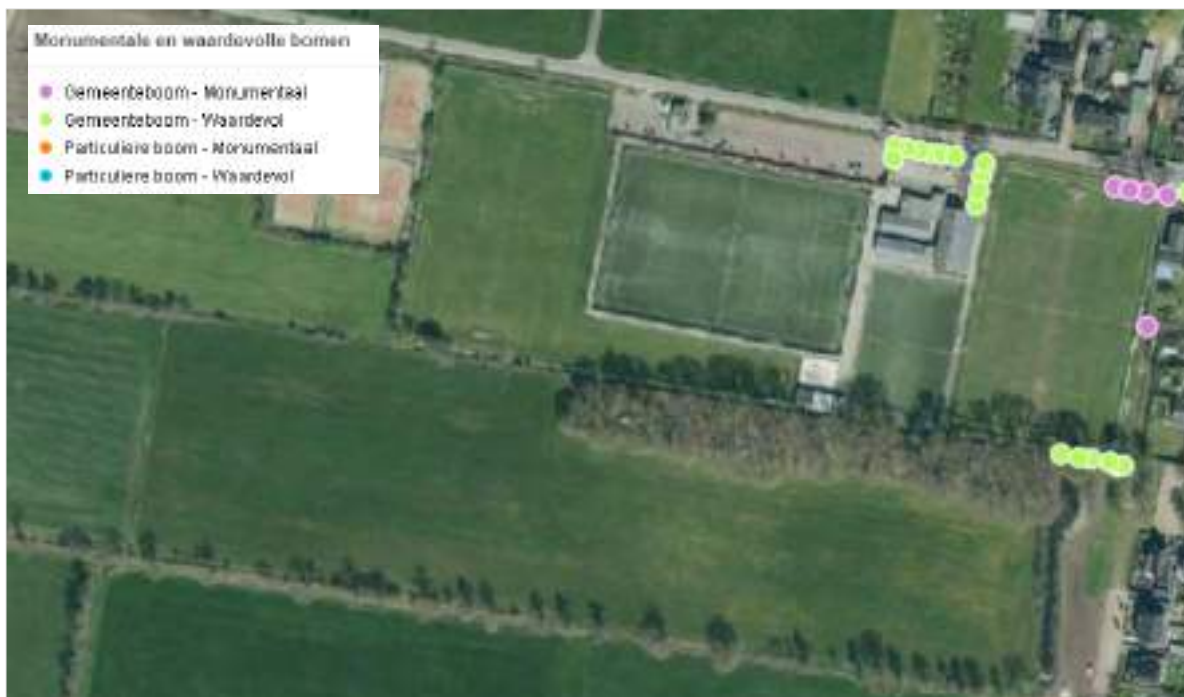 Monumentale en waardevolle bomen
Gemeenteboom - Monumentaal
Gemeenteboom - Waardevol
Particuliere boom - Monumentaal
Particuliere boom - Waardevol